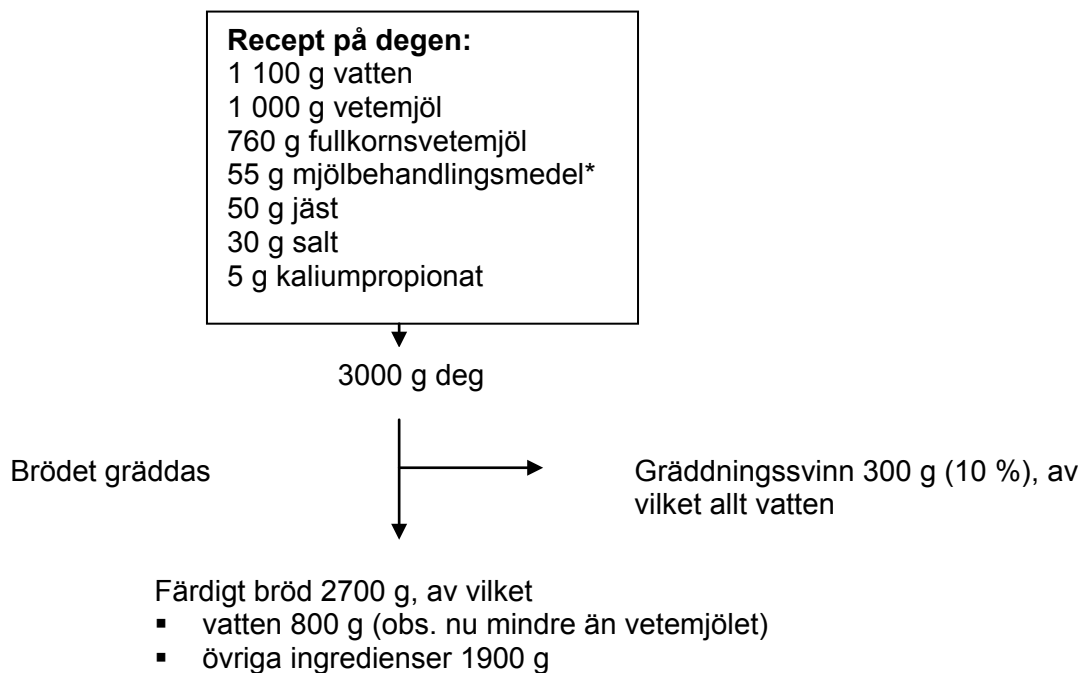 Recept på degen:
1 100 g vatten
1 000 g vetemjöl
760 g fullkornsvetemjöl
55 g mjölbehandlingsmedel*
50 g jäst
30 g salt
5 g kaliumpropionat
3000 g deg
Brödet gräddas
Gräddningssvinn 300 g (10 %), av
vilket allt vatten
Färdigt bröd 2700 g, av vilket
▪ vatten 800 g (obs. nu mindre än vetemjölet)
▪ övriga ingredienser 1900 g